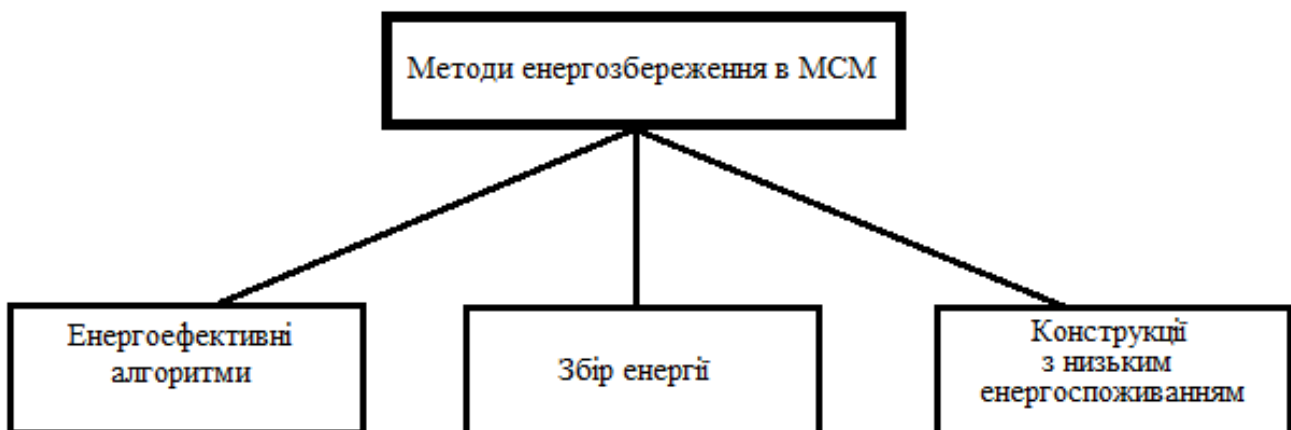 Методи енергозбереження в МСМ
Енергоефективні
алгоритми
Збір енергії
Конструкції
з низьким
енергоспоживанням